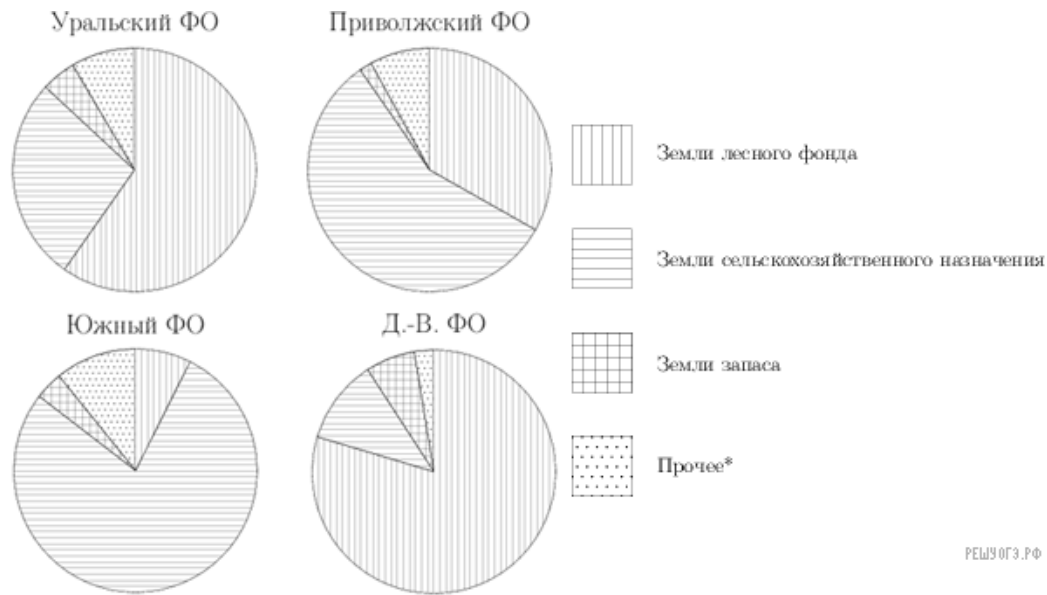 Уральский ФО
Приволжский ФО
Южный ФО
Д.-В. ФО
Земли лесного фонда
Земли сельскохозяйственного назначения
Земли запаса
Прочее*
РЕШУОГЭ.РФ